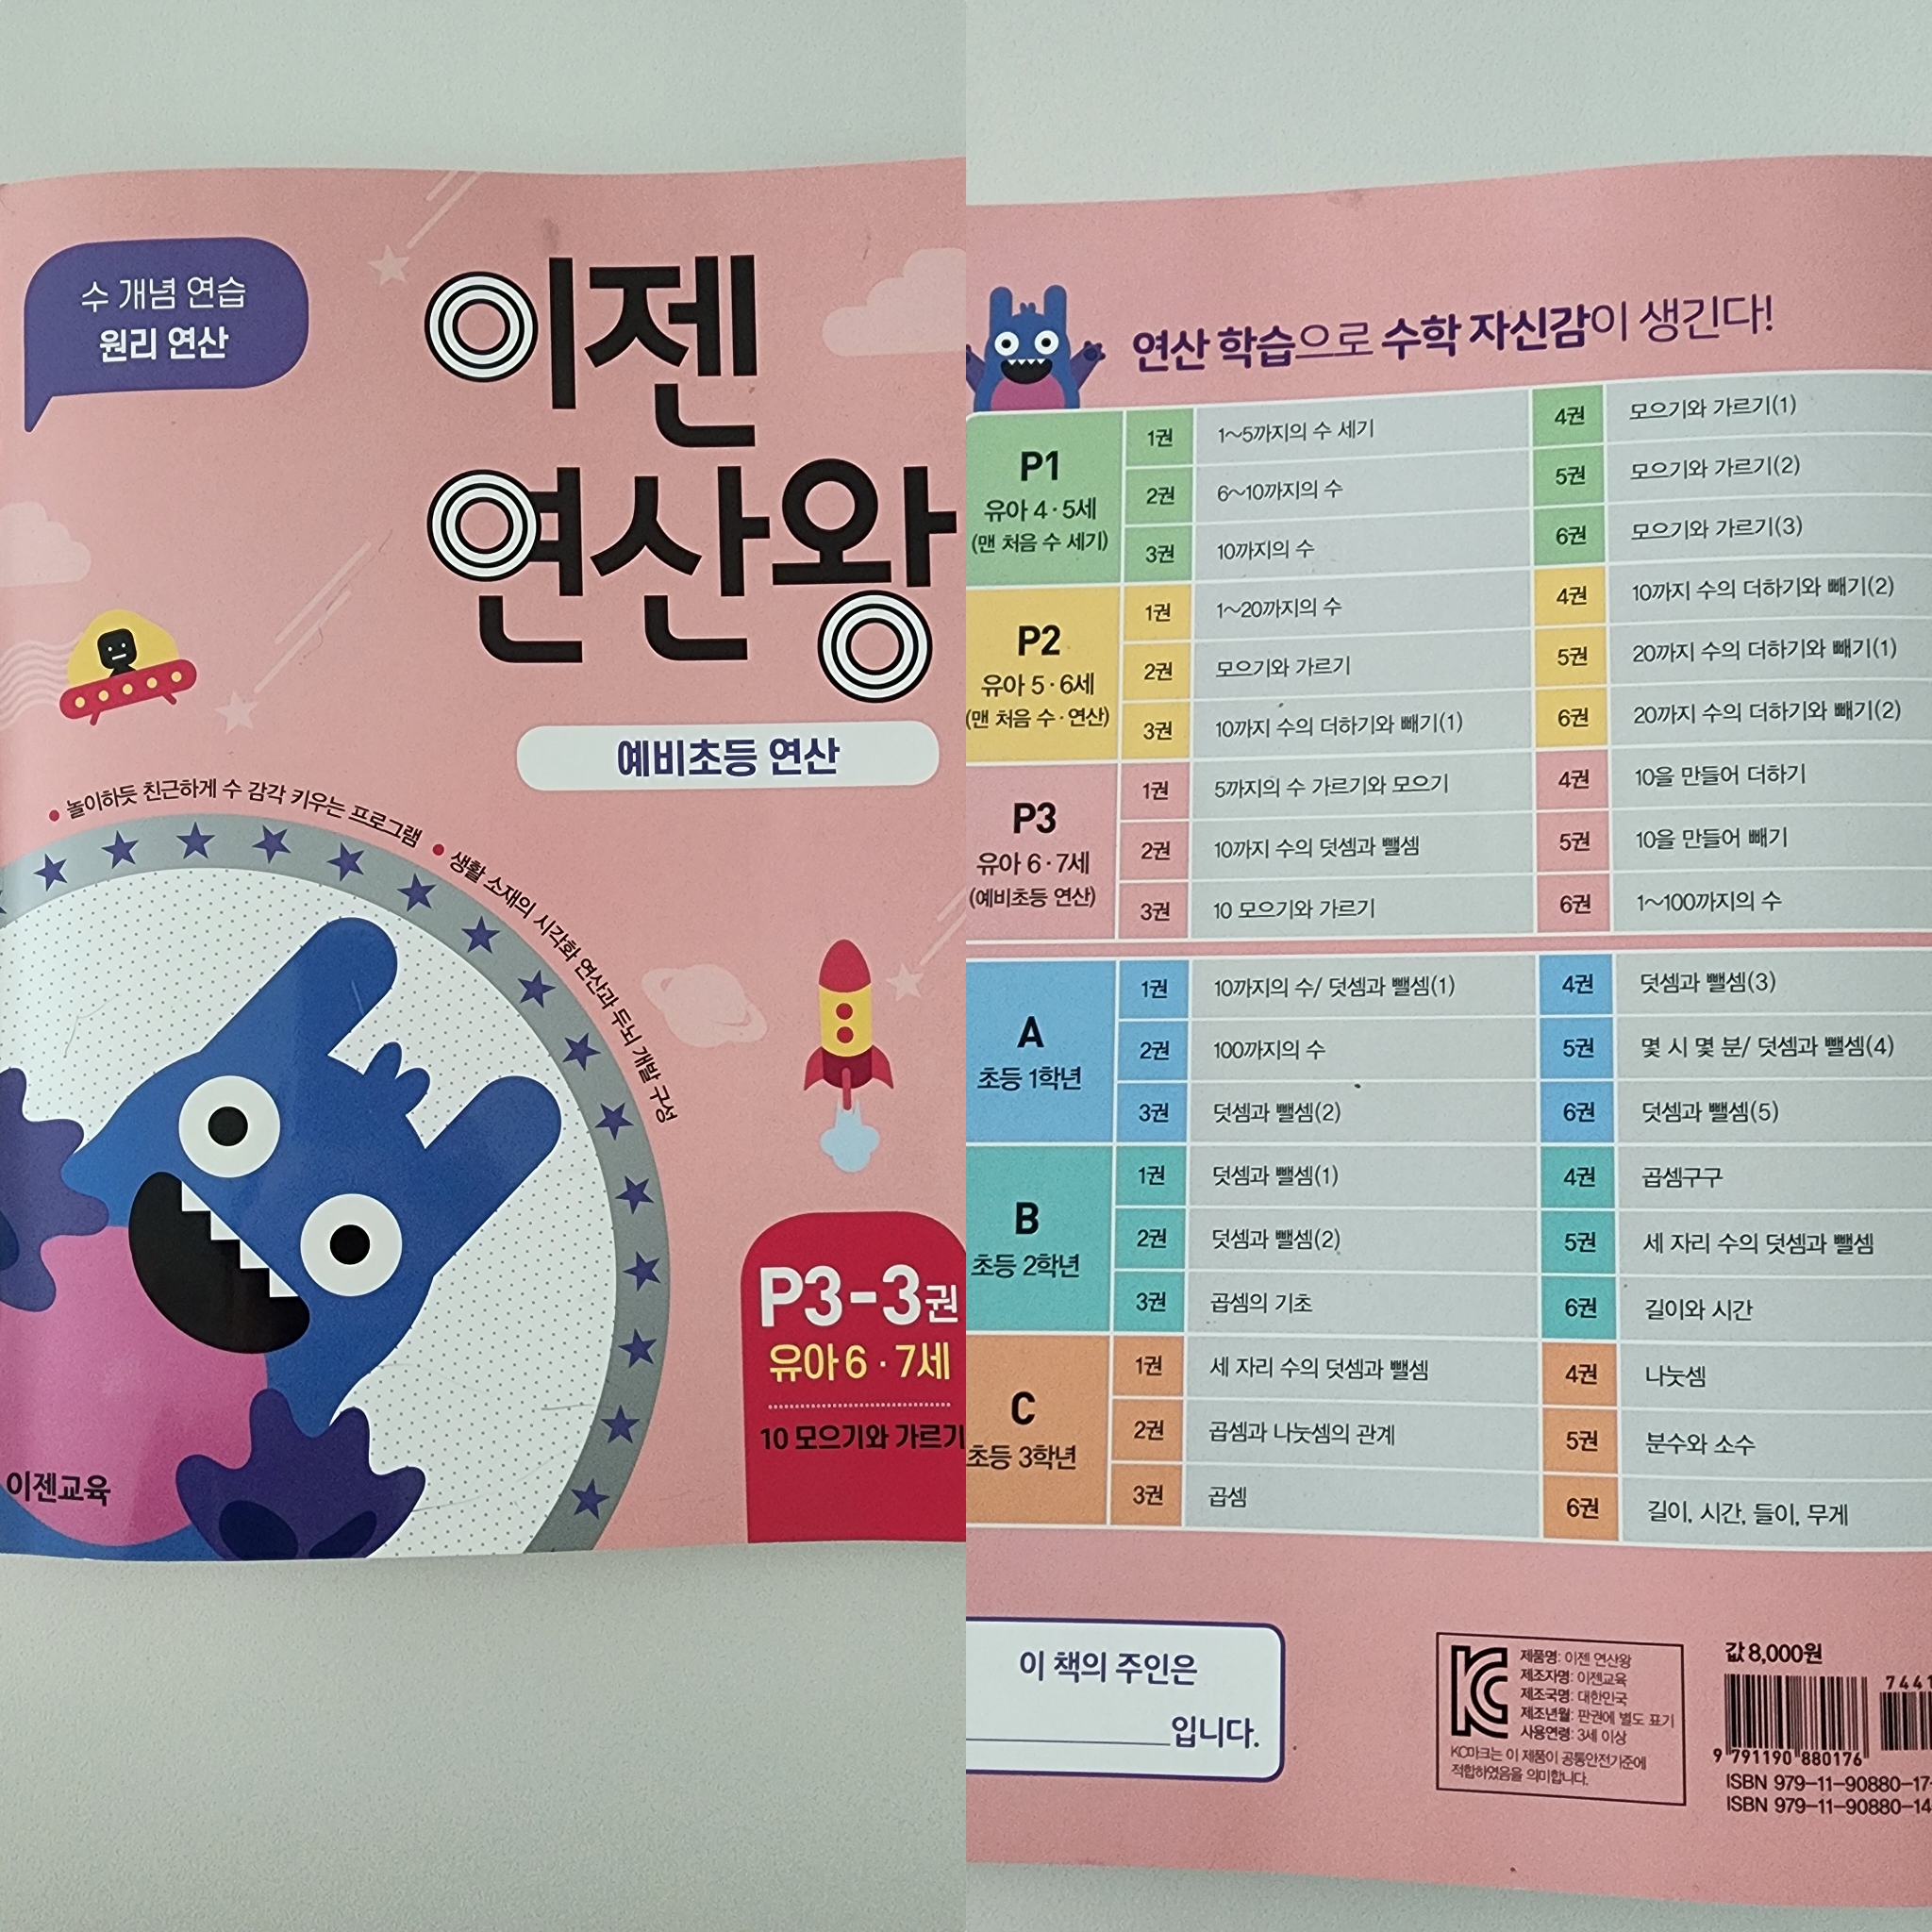 수 개념 연습
원리 연산
이젠
연산왕
예비초등 연산
• 놀이하듯 친근하게 수 감각 키우는 프로그램 • 생활 소재의 시각화 연산과 두뇌 개발 구성
P3-3권
유아 6 · 7세
10 모으기와 가르기
이젠교육
연산 학습으로 수학 자신감이 생긴다!
P1
유아 4 · 5세
(맨 처음 수 세기)
1권 1~5까지의 수 세기 4권 모으기와 가르기(1)
2권 6~10까지의 수 5권 모으기와 가르기(2)
3권 10까지의 수 6권 모으기와 가르기(3)
P2
유아 5 · 6세
(맨 처음 수 · 연산)
1권 1~20까지의 수 4권 10까지 수의 더하기와 빼기(2)
2권 모으기와 가르기 5권 20까지 수의 더하기와 빼기(1)
3권 10까지 수의 더하기와 빼기(1) 6권 20까지 수의 더하기와 빼기(2)
P3
유아 6 · 7세
(예비초등 연산)
1권 5까지의 수 가르기와 모으기 4권 10을 만들어 더하기
2권 10까지 수의 덧셈과 뺄셈 5권 10을 만들어 빼기
3권 10 모으기와 가르기 6권 1~100까지의 수
A
초등 1학년
1권 10까지의 수/ 덧셈과 뺄셈(1) 4권 덧셈과 뺄셈(3)
2권 100까지의 수 5권 몇 시 몇 분/ 덧셈과 뺄셈(4)
3권 덧셈과 뺄셈(2) 6권 덧셈과 뺄셈(5)
B
초등 2학년
1권 덧셈과 뺄셈(1) 4권 곱셈구구
2권 덧셈과 뺄셈(2) 5권 세 자리 수의 덧셈과 뺄셈
3권 곱셈의 기초 6권 길이와 시간
C
초등 3학년
1권 세 자리 수의 덧셈과 뺄셈 4권 나눗셈
2권 곱셈과 나눗셈의 관계 5권 분수와 소수
3권 곱셈 6권 길이, 시간, 들이, 무게
이 책의 주인은
입니다.
제품명: 이젠 연산왕
제조자명: 이젠교육
제조국명: 대한민국
제조년월: 판권에 별도 표기
사용연령: 3세 이상
KC마크는 이 제품이 공통안전기준에
적합하였음을 의미합니다.
값 8,000원
7441
9 791190 880176
ISBN 979-11-90880-17-
ISBN 979-11-90880-14